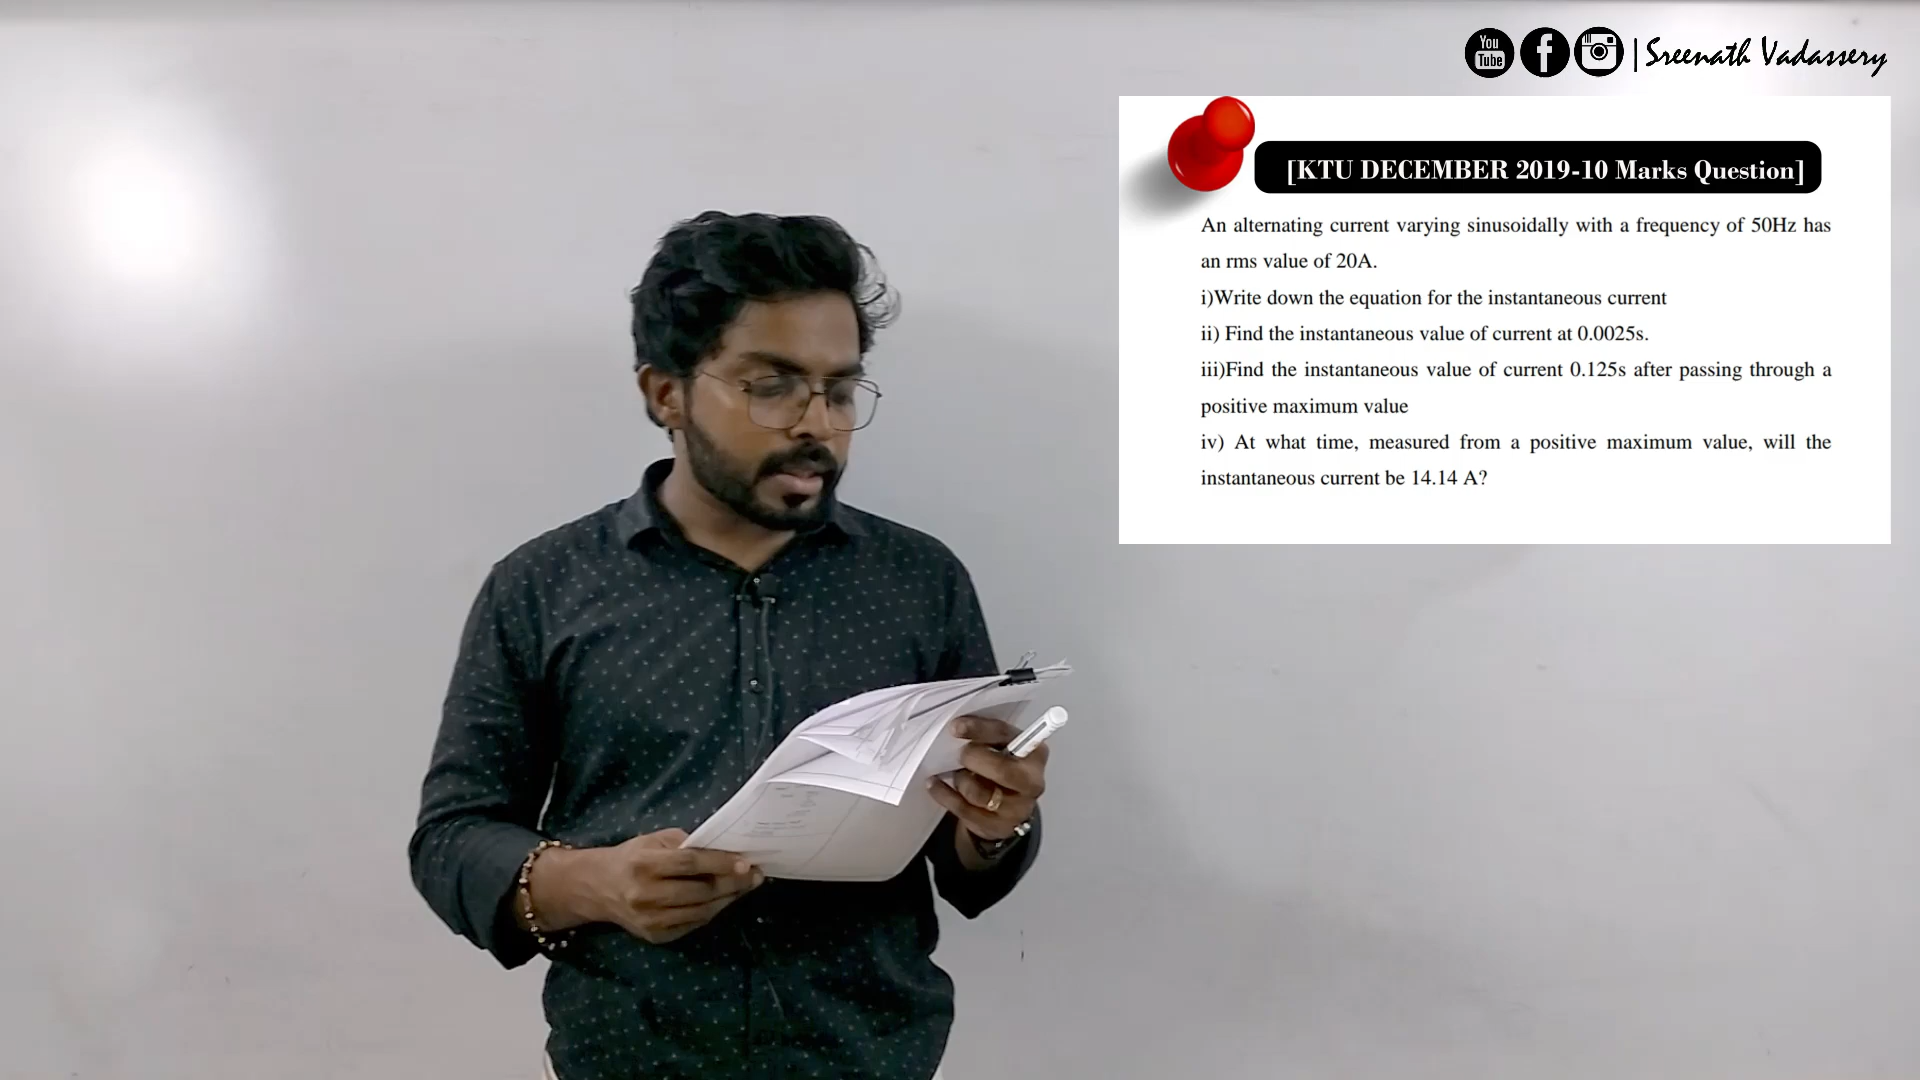 You
Tube
f
| Sreenath Vadassery
[KTU DECEMBER 2019-10 Marks Question]
An alternating current varying sinusoidally with a frequency of 50Hz has
an rms value of 20A.
i)Write down the equation for the instantaneous current
ii) Find the instantaneous value of current at 0.0025s.
iii)Find the instantaneous value of current 0.125s after passing through a
positive maximum value
iv) At what time, measured from a positive maximum value, will the
instantaneous current be 14.14 A?